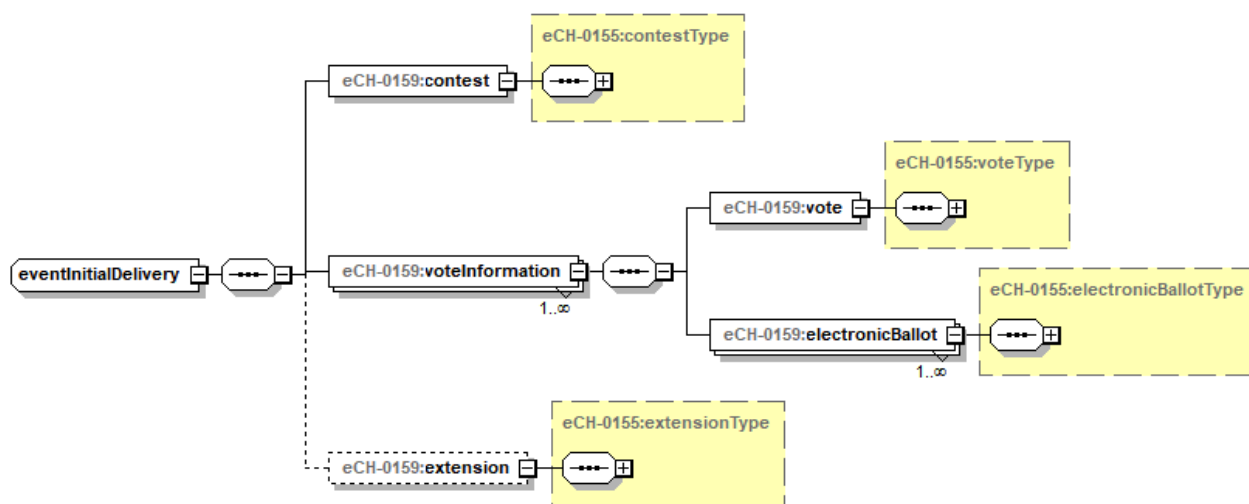 eCH-0155:contestType
eCH-0159:contest
eCH-0155:voteType
eCH-0159:vote
eventInitialDelivery
eCH-0159:voteInformation
1..∞
eCH-0155:electronicBallotType
eCH-0159:electronicBallot
1..∞
eCH-0155:extensionType
eCH-0159:extension